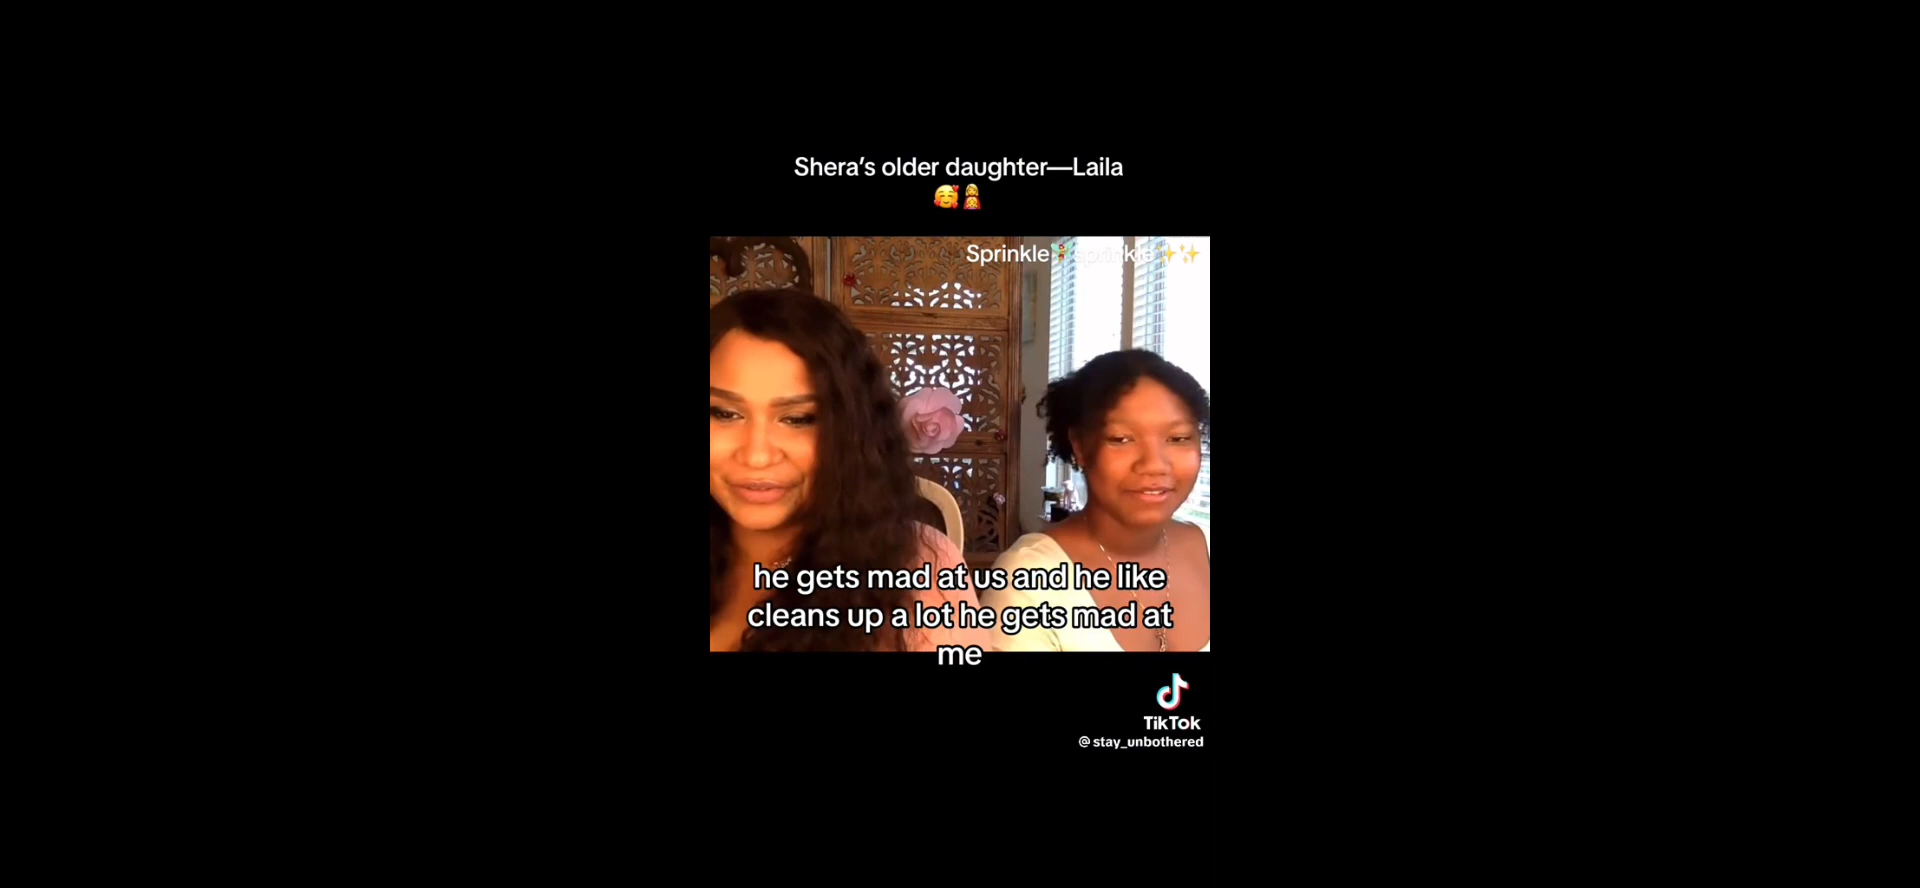 Shera’s older daughter—Laila
🥰👩‍👧
Sprinkle🧚sprinkle✨✨
he gets mad at us and he like
cleans up a lot he gets mad at
me
TikTok
@stay_unbothered